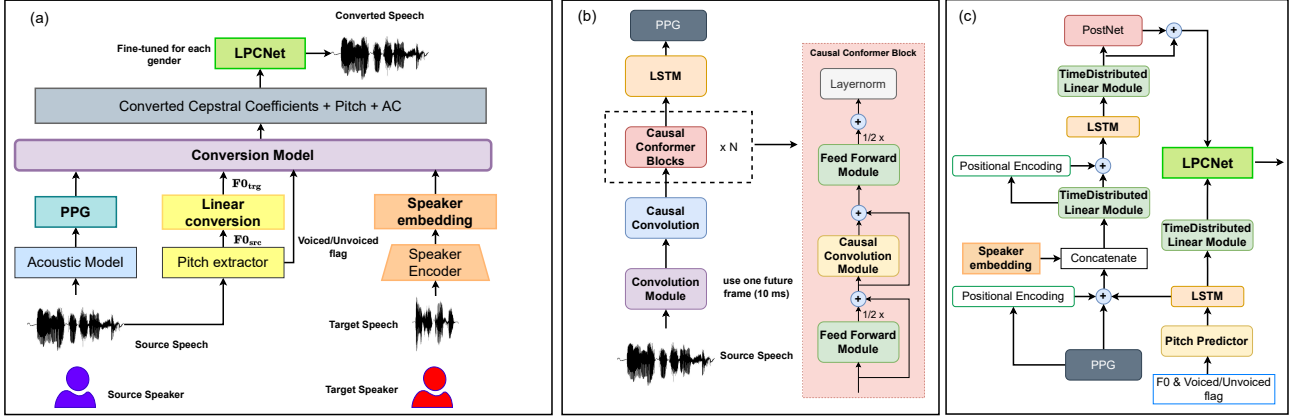 (a)
Converted Speech
Fine-tuned for each
gender
LPCNet
Converted Cepstral Coefficients + Pitch + AC
Conversion Model
F0trg
PPG
Linear
conversion
Speaker
embedding
F0src
Voiced/Unvoiced
flag
Acoustic Model
Pitch extractor
Speaker
Encoder
Target Speech
Source Speech
Source Speaker
Target Speaker
(b)
PPG
LSTM
Causal
Conformer
Blocks
x N
Causal
Convolution
Convolution
Module
use one future
frame (10 ms)
Source Speech
Causal Conformer Block
Layernorm
+
1/2 x
Feed Forward
Module
+
Causal
Convolution
Module
+
1/2 x
Feed Forward
Module
(c)
PostNet
+
TimeDistributed
Linear Module
LSTM
Positional Encoding
+
LPCNet
TimeDistributed
Linear Module
TimeDistributed
Linear Module
Speaker
embedding
Concatenate
Positional Encoding
+
LSTM
Pitch Predictor
PPG
F0 & Voiced/Unvoiced
flag